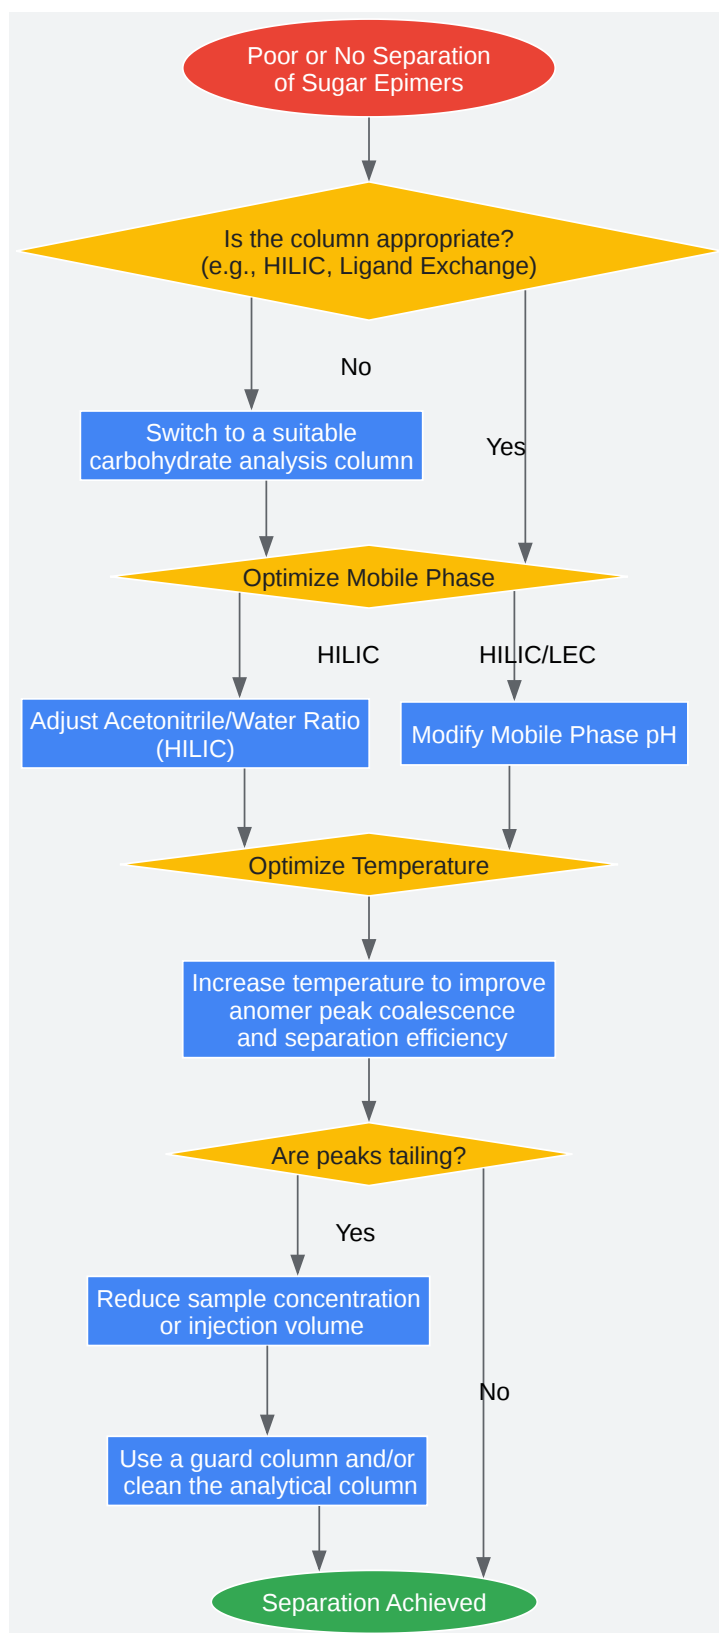 Poor or No Separation
of Sugar Epimers
Is the column appropriate?
(e.g., HILIC, Ligand Exchange)
No
Switch to a suitable
carbohydrate analysis column
Yes
Optimize Mobile Phase
HILIC
HILIC/LEC
Adjust Acetonitrile/Water Ratio
(HILIC)
Modify Mobile Phase pH
Optimize Temperature
Increase temperature to improve
anomer peak coalescence
and separation efficiency
Are peaks tailing?
Yes
Reduce sample concentration
or injection volume
No
Use a guard column and/or
clean the analytical column
Separation Achieved